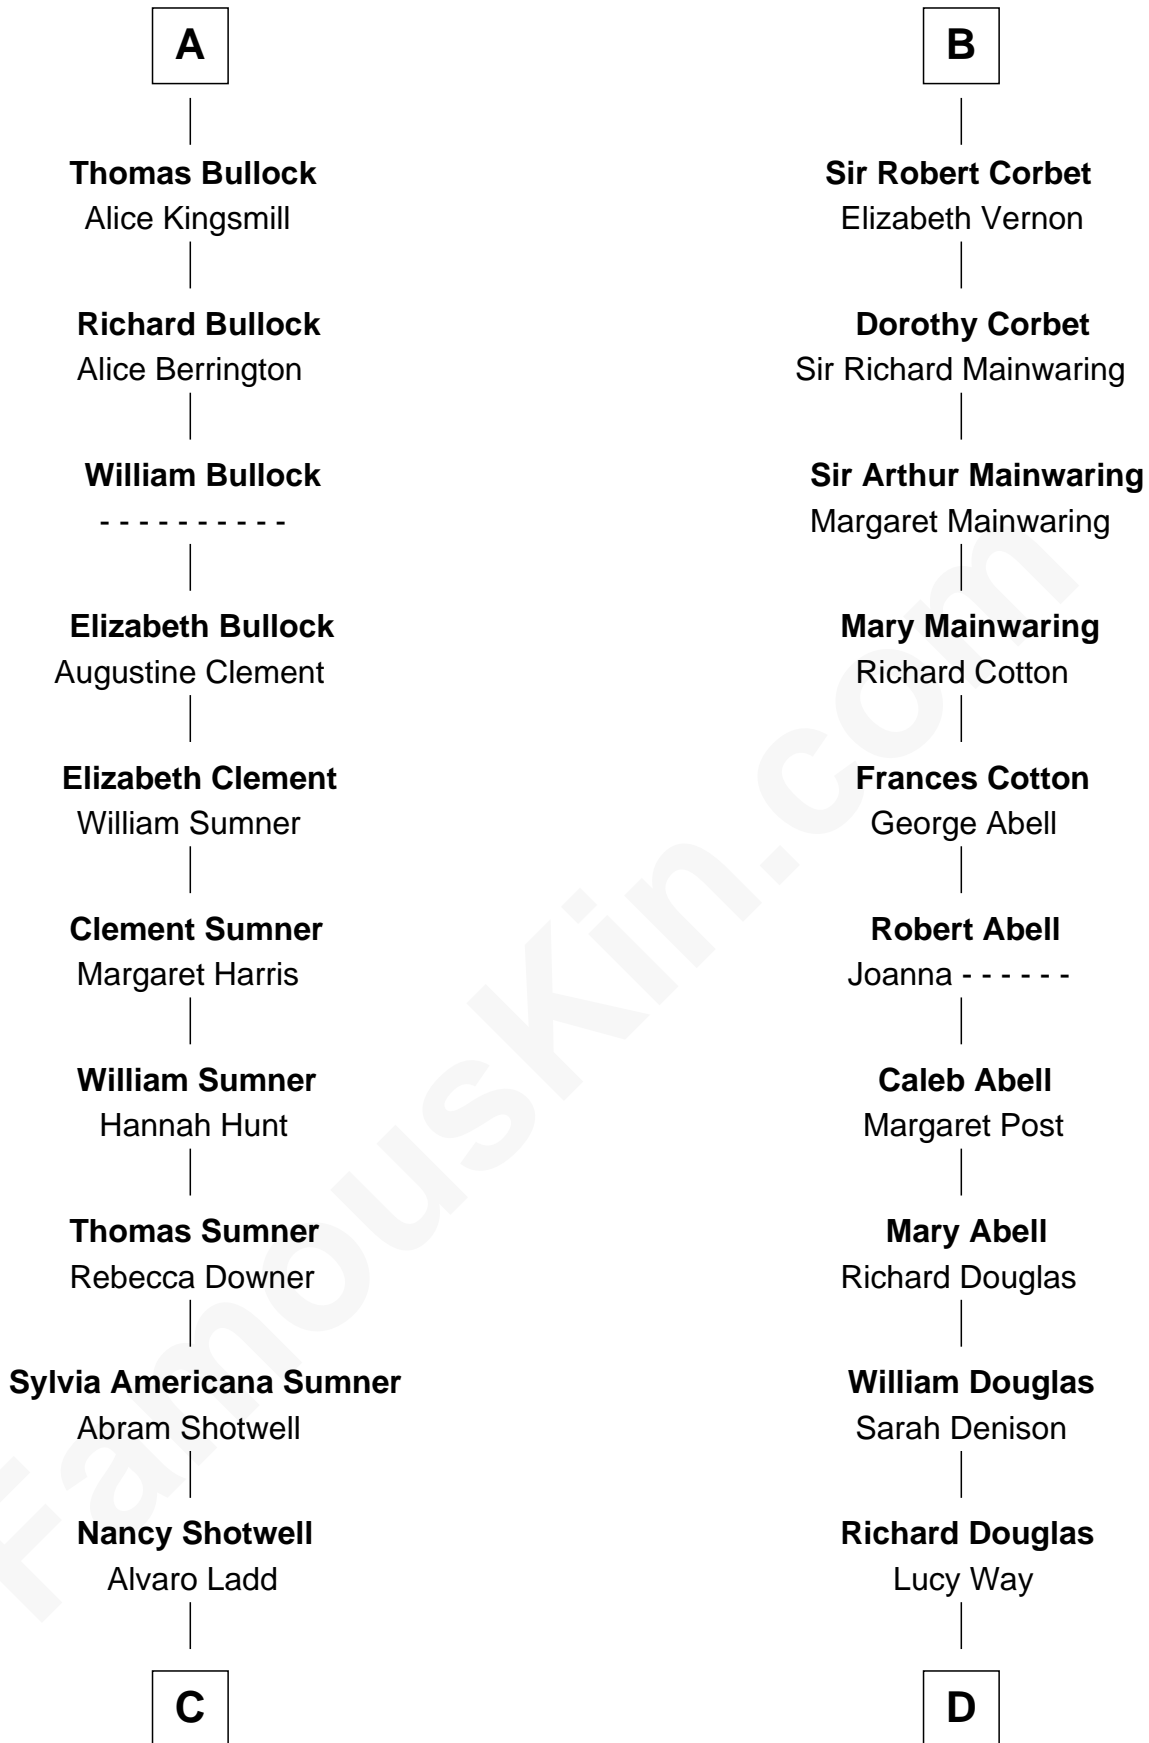 A
Thomas Bullock
Alice Kingsmill
Richard Bullock
Alice Berrington
William Bullock
- - - - - - - - - -
Elizabeth Bullock
Augustine Clement
Elizabeth Clement
William Sumner
Clement Sumner
Margaret Harris
William Sumner
Hannah Hunt
Thomas Sumner
Rebecca Downer
Sylvia Americana Sumner
Abram Shotwell
Nancy Shotwell
Alvaro Ladd
C
B
Sir Robert Corbet
Elizabeth Vernon
Dorothy Corbet
Sir Richard Mainwaring
Sir Arthur Mainwaring
Margaret Mainwaring
Mary Mainwaring
Richard Cotton
Frances Cotton
George Abell
Robert Abell
Joanna - - - - - -
Caleb Abell
Margaret Post
Mary Abell
Richard Douglas
William Douglas
Sarah Denison
Richard Douglas
Lucy Way
D
FamousKin.com